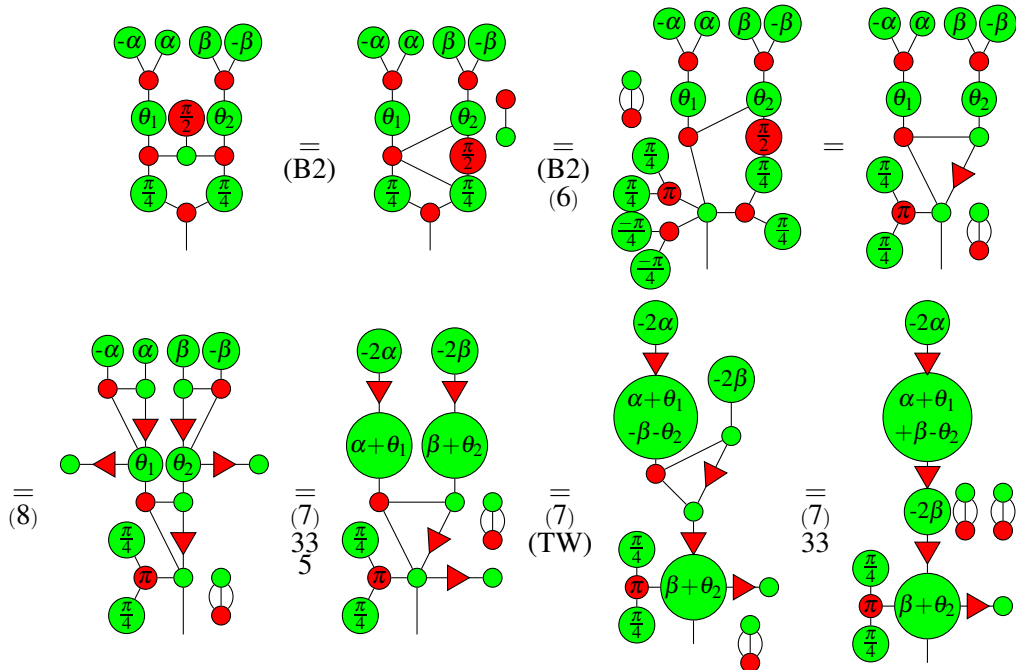 -α α β -β
θ₁ π/2 θ₂
π/4 π/4
=
(B2)
-α α β -β
θ₁ θ₂
π/2
π/4 π/4
=
(B2)
(6)
-α α β -β
θ₁ θ₂
π/2
π/4 π/4
π/4 π
-π/4 π/4
-π/4
=
-α α β -β
θ₁ θ₂
π/4
π
π/4
=
(8)
-α α β -β
θ₁ θ₂
π/4
π
π/4
=
(7)
33
5
-2α -2β
α+θ₁ β+θ₂
π/4
π
π/4
=
(7)
(TW)
-2α
α+θ₁ -2β
-β-θ₂
π/4
π β+θ₂
π/4
=
(7)
33
-2α
α+θ₁
+β-θ₂
-2β
π/4
π β+θ₂
π/4